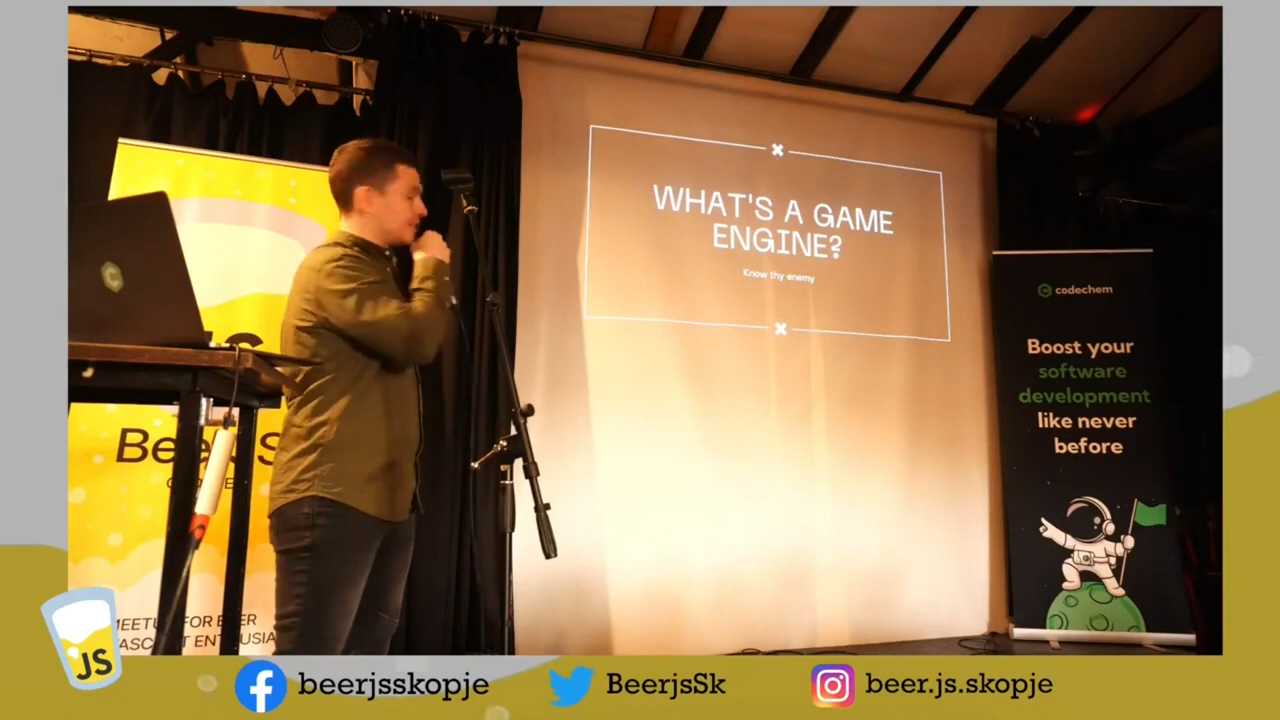 WHAT'S A GAME
ENGINE?
Know thy enemy
codechem
Boost your
software
development
like never
before
JS
beerjsskopje
BeerjsSk
beer.js.skopje